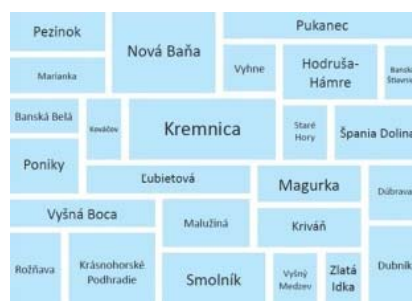 Pezinok
Nová Baňa
Pukanec
Marianka
Vyhne
Hodruša-
Hámre
Banská
Štiavnica
Banská Belá
Kováčov
Kremnica
Staré
Hory
Špania Dolina
Poniky
Ľubietová
Magurka
Dúbrava
Vyšná Boca
Malužiná
Kriváň
Rožňava
Krásnohorské
Podhradie
Smolník
Vyšný
Medzev
Zlatá
Idka
Dubník